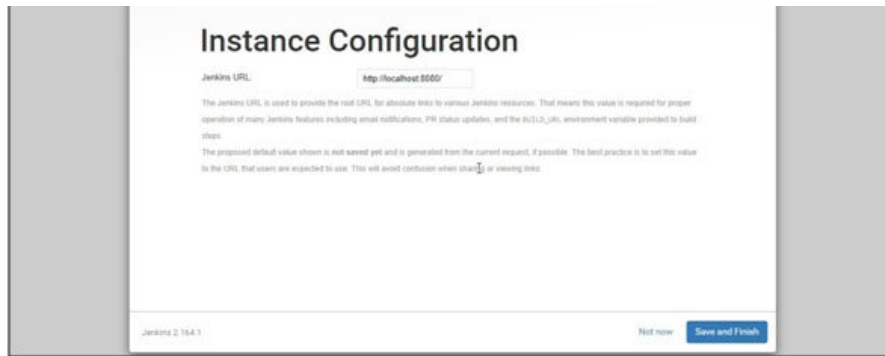 Instance Configuration
Jenkins URL: http://localhost:8080/
The Jenkins URL is used to provide the root URL for absolute links to various Jenkins resources. That means this value is required for proper
operation of many Jenkins features including email notifications, PR status updates, and the BUILD_URL environment variable provided to build
steps.
The proposed default value shown is not saved yet and is generated from the current request, if possible. The best practice is to set this value
to the URL that users are expected to use. This will avoid confusion when sharing or viewing links.
Jenkins 2.164.1
Not now Save and Finish